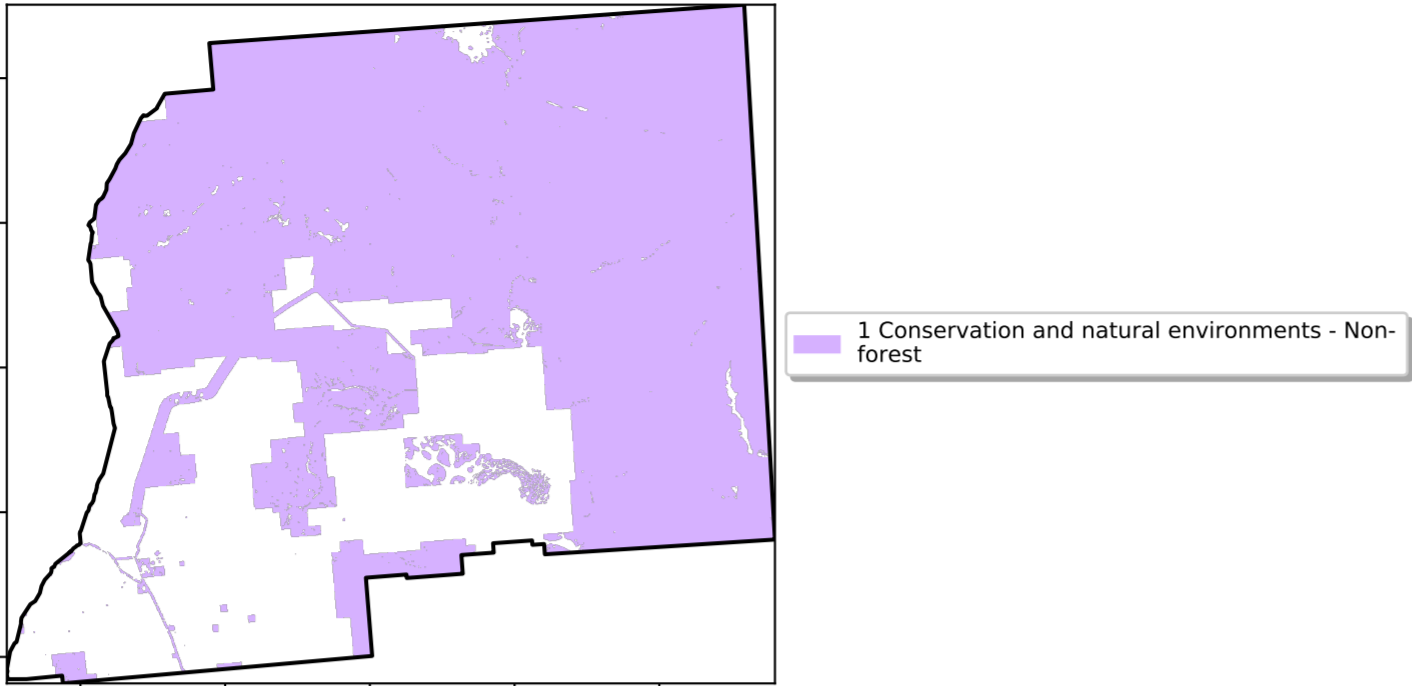 1 Conservation and natural environments - Non-
forest